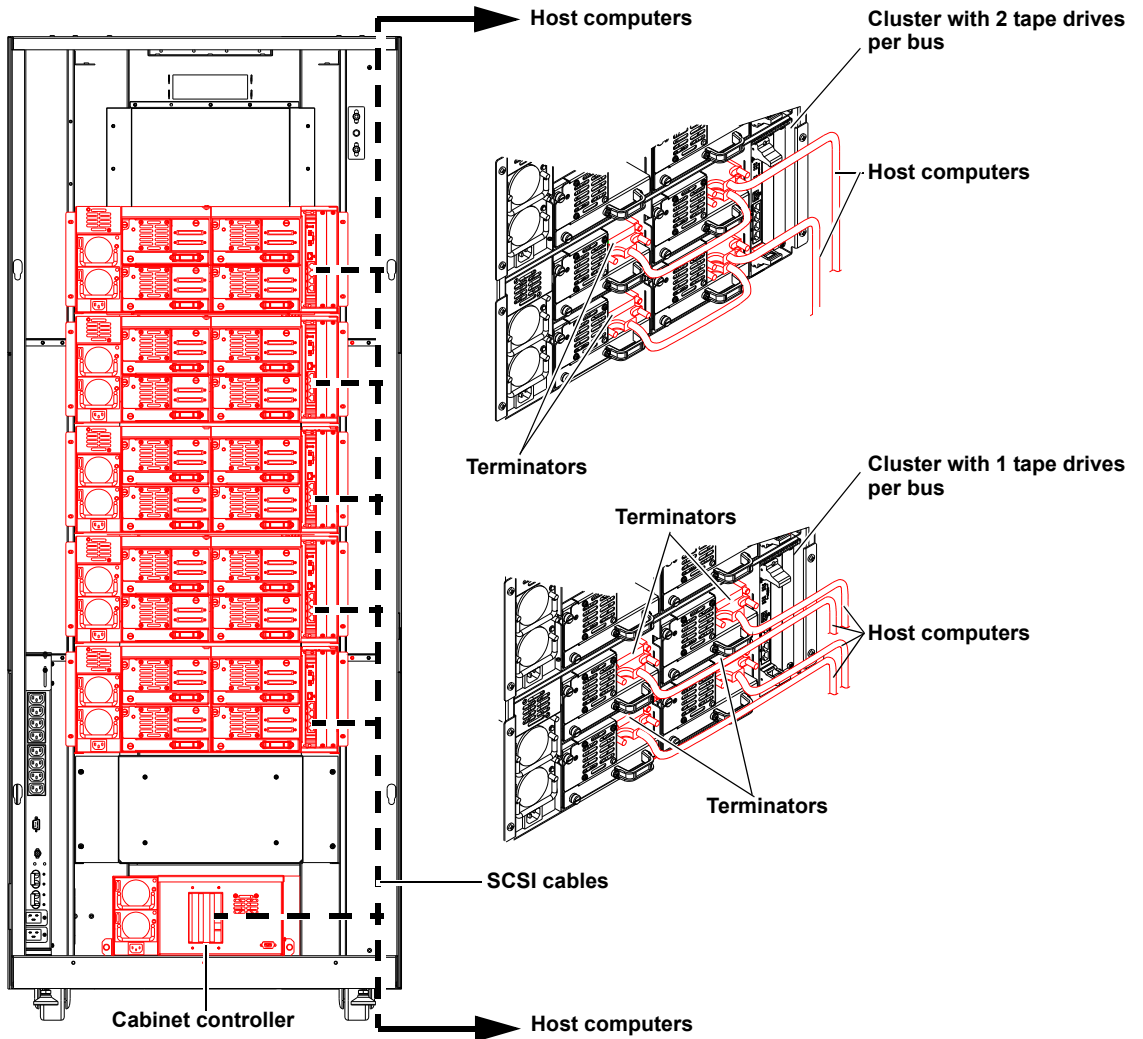 Host computers
Cluster with 2 tape drives
per bus
Host computers
Terminators
Cluster with 1 tape drives
per bus
Terminators
Host computers
Terminators
SCSI cables
Cabinet controller
Host computers